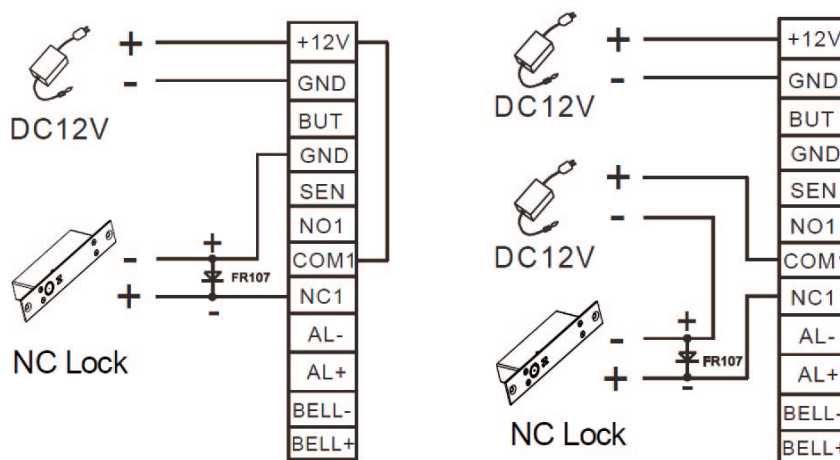 + +12V
- GND
DC12V
BUT
GND
SEN
NO1
- + COM1
FR107
+ NC1
-
AL-
NC Lock
AL+
BELL-
BELL+
+ +12V
- GND
DC12V
BUT
GND
+ SEN
- NO1
DC12V
COM1
NC1
+
- AL-
FR107
+ AL+
-
NC Lock
BELL-
BELL+